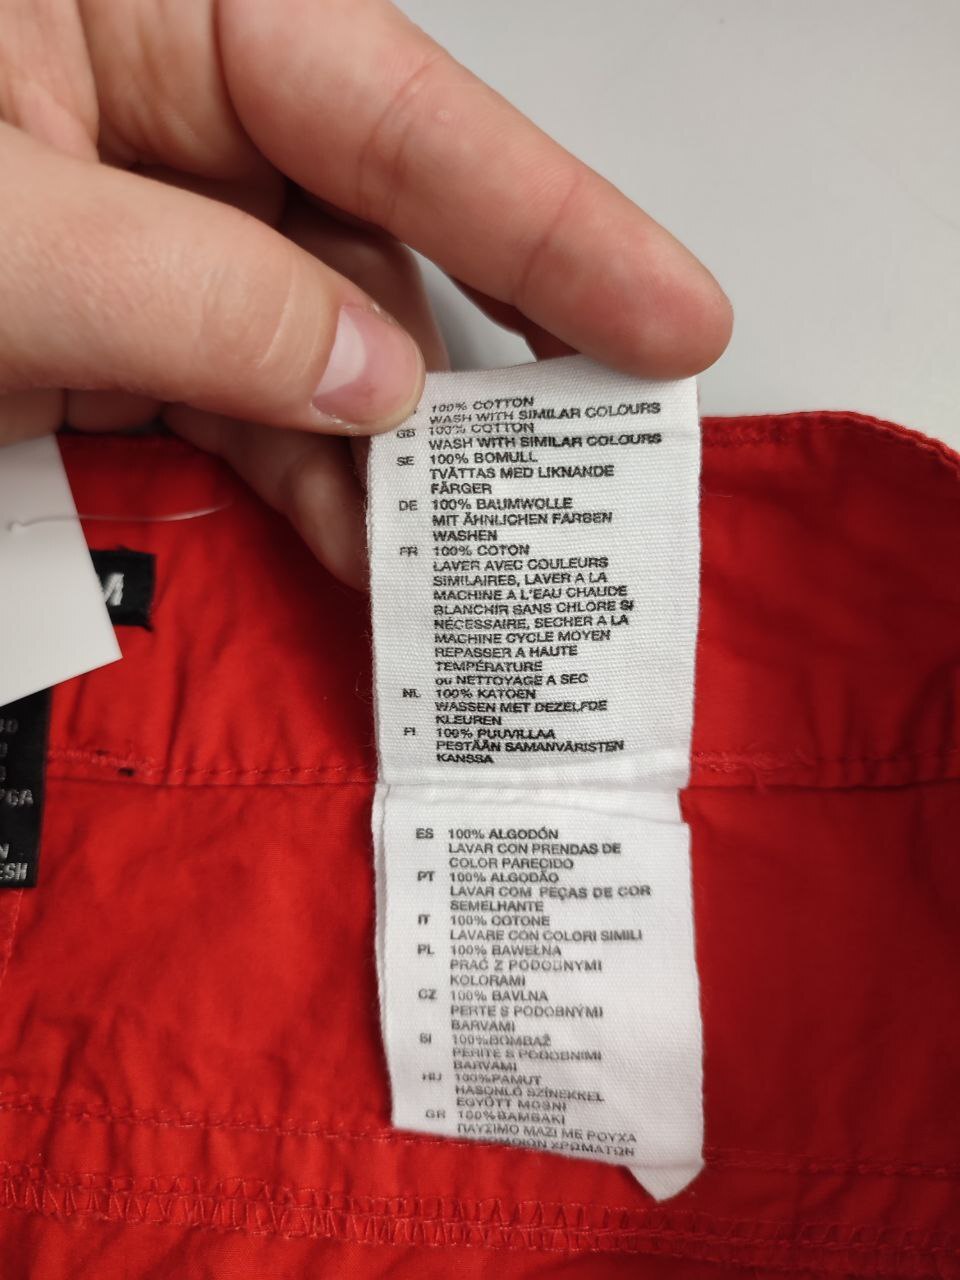 100% COTTON
WASH WITH SIMILAR COLOURS
GB 100% COTTON
WASH WITH SIMILAR COLOURS
SE 100% BOMULL
TVÄTTAS MED LIKNANDE
FÄRGER
DE 100% BAUMWOLLE
MIT ÄHNLICHEN FARBEN
WASHEN
FR 100% COTON
LAVER AVEC COULEURS
SIMILAIRES, LAVER A LA
MACHINE A L'EAU CHAUDE
BLANCHIR SANS CHLORE SI
NÉCESSAIRE, SECHER A LA
MACHINE CYCLE MOYEN
REPASSER A HAUTE
TEMPÉRATURE
ou NETTOYAGE A SEC
NL 100% KATOEN
WASSEN MET DEZELFDE
KLEUREN
FI 100% PUUVILLAA
PESTÄÄN SAMANVÄRISTEN
KANSSA
ES 100% ALGODÓN
LAVAR CON PRENDAS DE
COLOR PARECIDO
PT 100% ALGODÃO
LAVAR COM PEÇAS DE COR
SEMELHANTE
IT 100% COTONE
LAVARE CON COLORI SIMILI
PL 100% BAWEŁNA
PRAĆ Z PODOBNYMI
KOLORAMI
CZ 100% BAVLNA
PERTE S PODOBNÝMI
BARVAMI
SI 100%BOMBAŽ
PERITE S PODOBNIMI
BARVAMI
HU 100%PAMUT
HASONLÓ SZÍNEKKEL
EGYÜTT MOSNI
GR 100%BAMBAKI
ΠΛΥΣΙΜΟ ΜΑΖΙ ΜΕ ΡΟΥΧΑ
ΧΡΩΜΑΤΩΝ